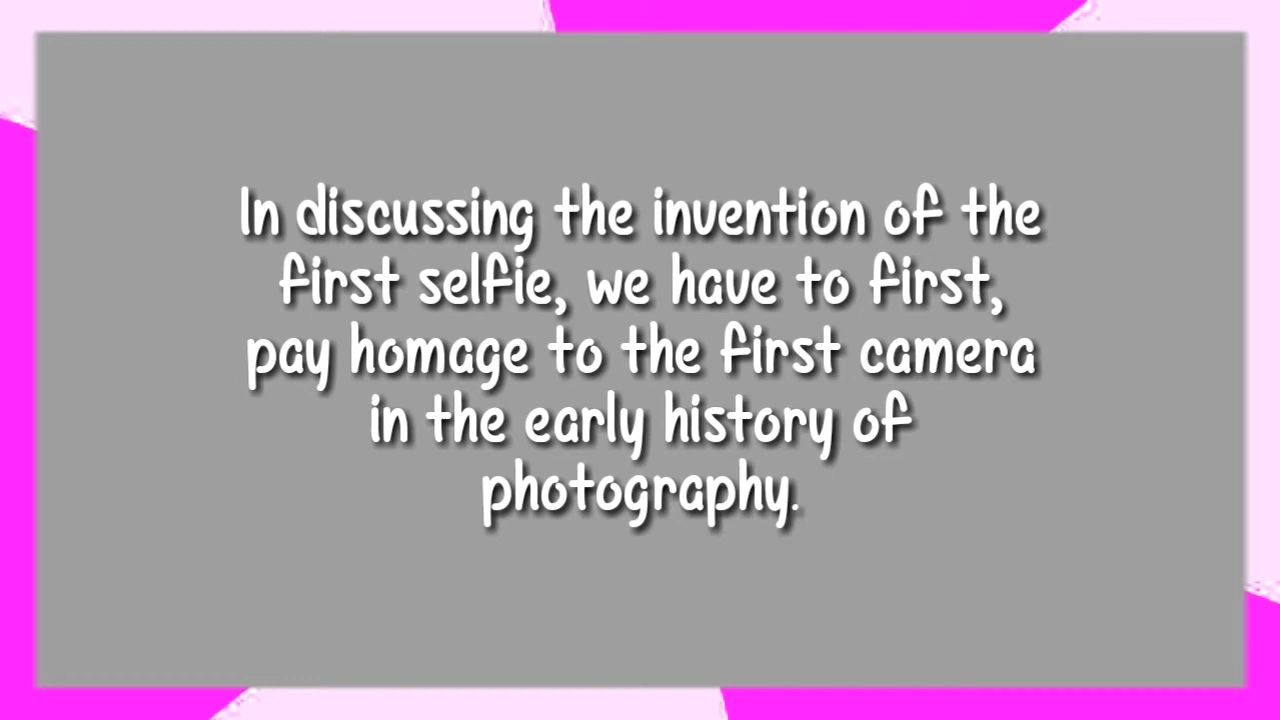 In discussing the invention of the
first selfie, we have to first,
pay homage to the first camera
in the early history of
photography.